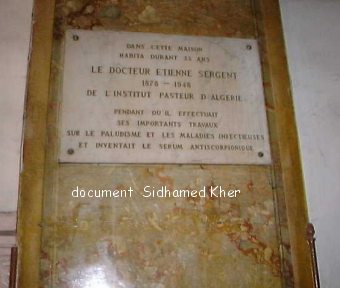 DANS CETTE MAISON
HABITA DURANT 35 ANS
LE DOCTEUR ETIENNE SERGENT
1878 - 1948
DE L'INSTITUT PASTEUR D'ALGERIE
PENDANT QU'IL EFFECTUAIT
SES IMPORTANTS TRAVAUX
SUR LE PALUDISME ET LES MALADIES INFECTIEUSES
ET INVENTAIT LE SERUM ANTISCORPIONIQUE
document Sidhamed Kher